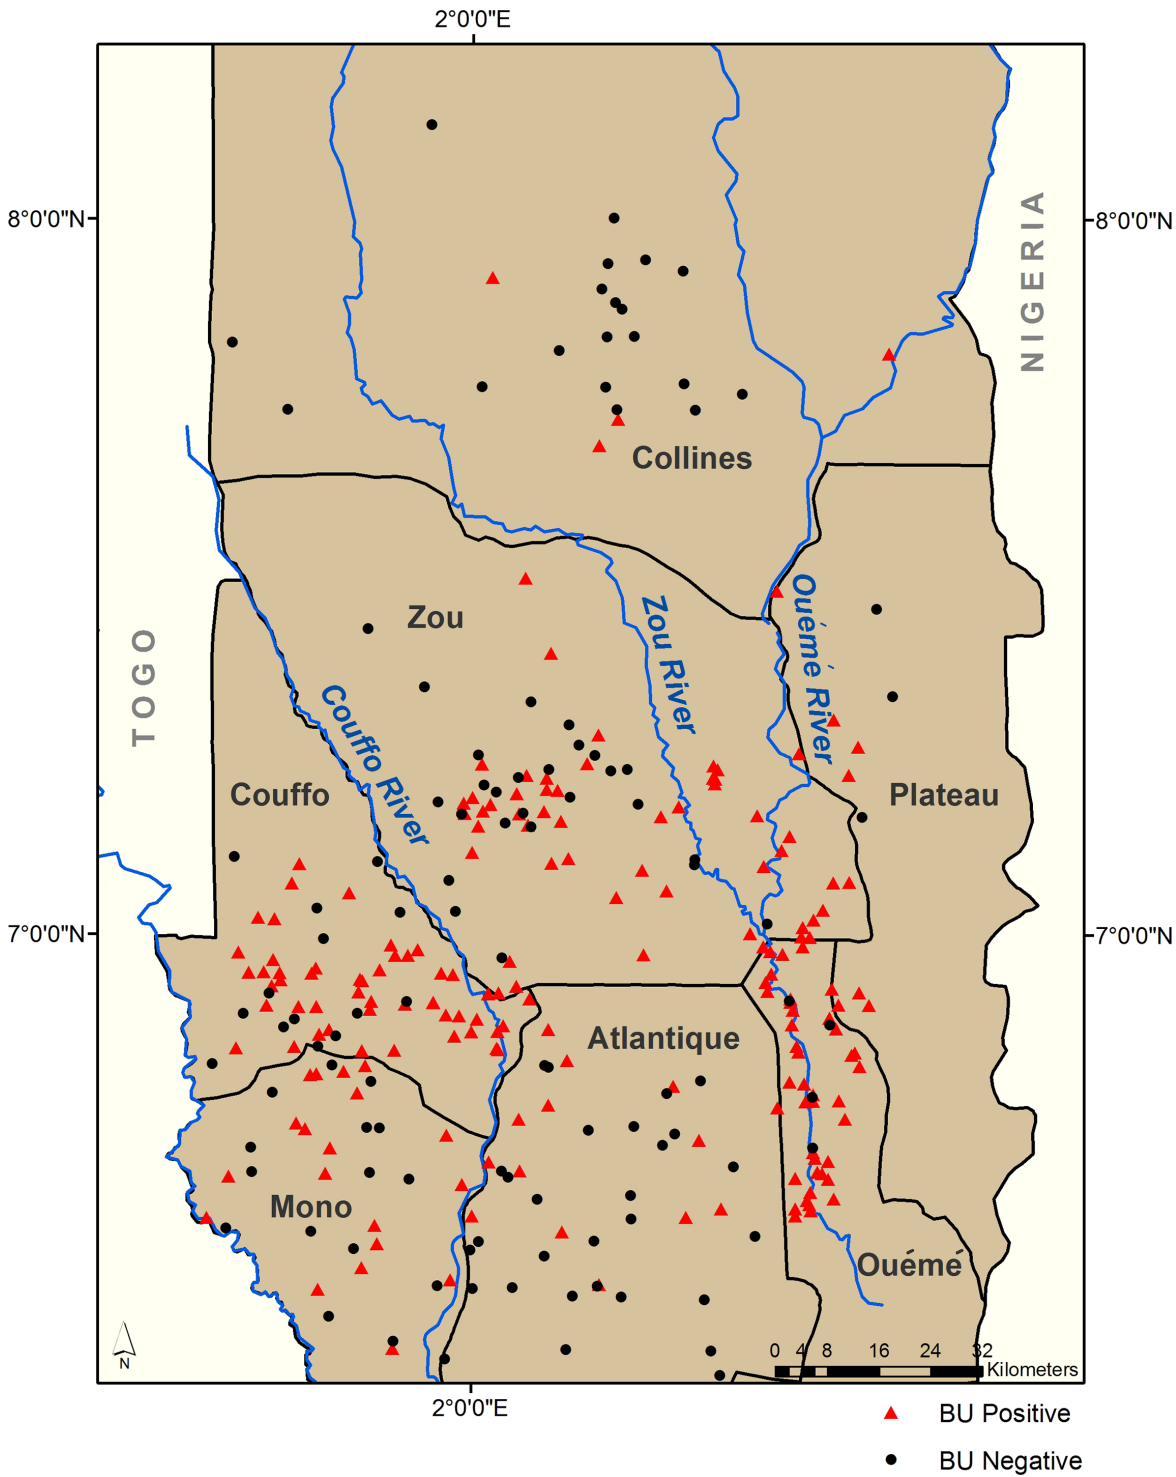 2°0'0"E
8°0'0"N
8°0'0"N
NIGERIA
Collines
Zou
Zou River
Ouémé River
TOGO
Couffo River
Couffo
Plateau
7°0'0"N
7°0'0"N
Atlantique
Mono
Ouémé
N
0 4 8 16 24 32
Kilometers
2°0'0"E
BU Positive
BU Negative